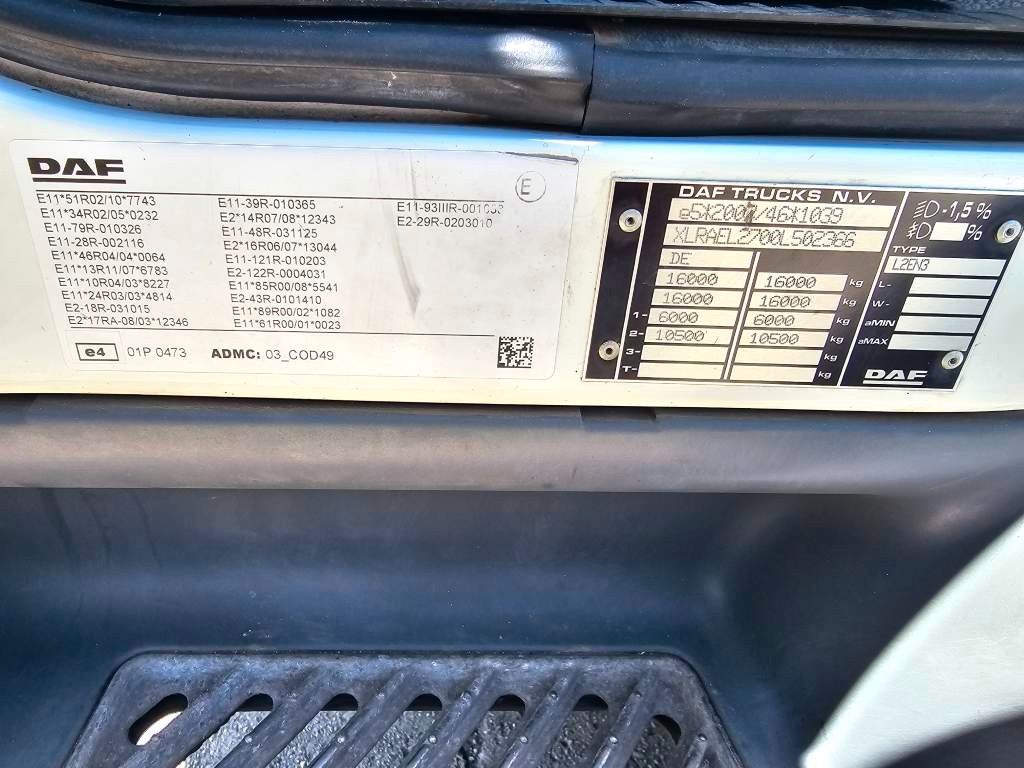 DAF
E
E11*51R02/10*7743
E11*34R02/05*0232
E11-79R-010326
E11-28R-002116
E11*46R04/04*0064
E11*13R11/07*6783
E11*10R04/03*8227
E11*24R03/03*4814
E2-18R-031015
E2*17RA-08/03*12346
E11-39R-010365
E2*14R07/08*12343
E11-48R-031125
E2*16R06/07*13044
E11-121R-010203
E2-122R-0004031
E11*85R00/08*5541
E2-43R-0101410
E11*89R00/02*1082
E11*61R00/01*0023
E11-93IIIR-001053
E2-29R-0203010
e4 01P 0473 ADMC: 03_COD49
DAF TRUCKS N.V.
e5*2007/46*1039
XLRAEL2700L502366
DE
16000 16000 kg
16000 16000 kg
1- 6000 6000 kg
2- 10500 10500 kg
3- kg
T- kg
D -1,5 %
D %
TYPE
L2EN3
L-
W-
aMIN
aMAX
DAF